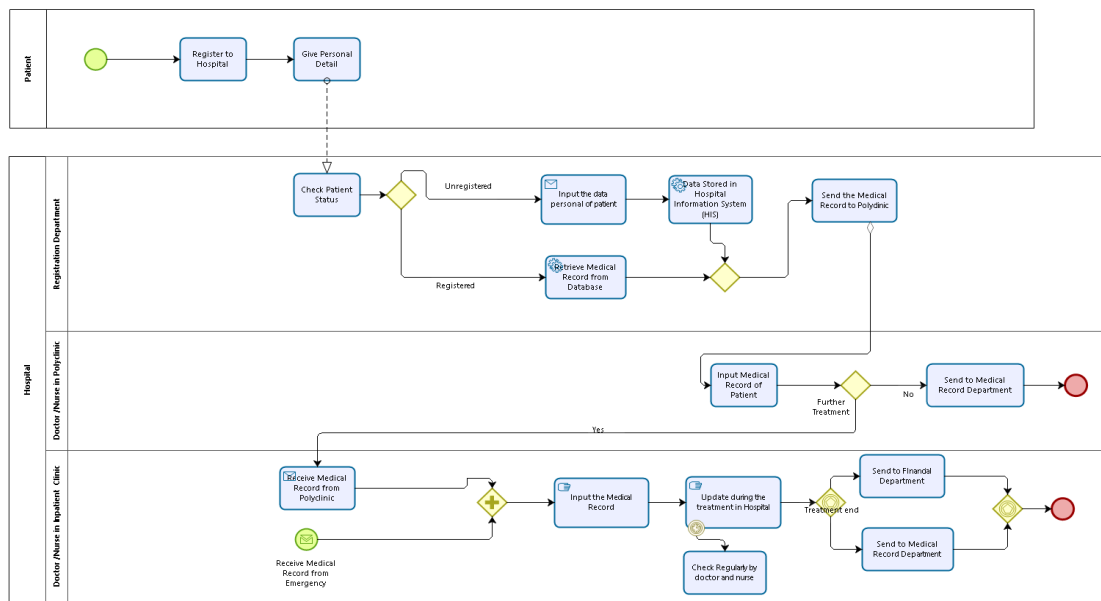 Patient
Register to
Hospital
Give Personal
Detail
Hospital
Registration Department
Check Patient
Status
Unregistered
Input the data
personal of patient
Data Stored in
Hospital
Information System
(HIS)
Send the Medical
Record to Polyclinic
Registered
Retrieve Medical
Record from
Database
Doctor /Nurse in Polyclinic
Input Medical
Record of
Patient
Further
Treatment
No
Send to Medical
Record Department
Yes
Doctor /Nurse in Inpatient Clinic
Receive Medical
Record from
Polyclinic
Receive Medical
Record from
Emergency
Input the Medical
Record
Update during the
treatment in Hospital
Check Regularly by
doctor and nurse
Treatment end
Send to Financial
Department
Send to Medical
Record Department